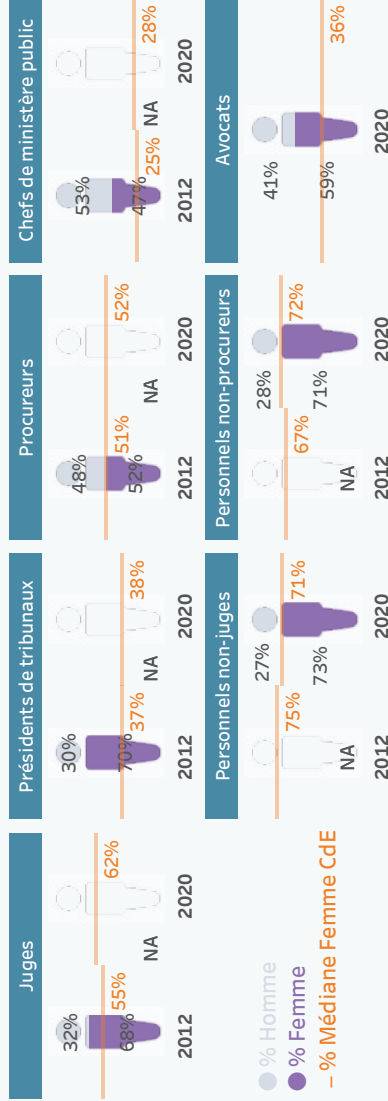 Juges
32%
68%
55%
2012
NA
62%
2020
Présidents de tribunaux
30%
70%
37%
2012
NA
38%
2020
Procureurs
48%
52%
51%
2012
NA
52%
2020
Chefs de ministère public
53%
47%
25%
2012
NA
28%
2020
% Homme
% Femme
– % Médiane Femme CdE
Personnels non-juges
NA
75%
2012
27%
73%
71%
2020
Personnels non-procureurs
NA
67%
2012
28%
71%
72%
2020
Avocats
41%
59%
36%
2020